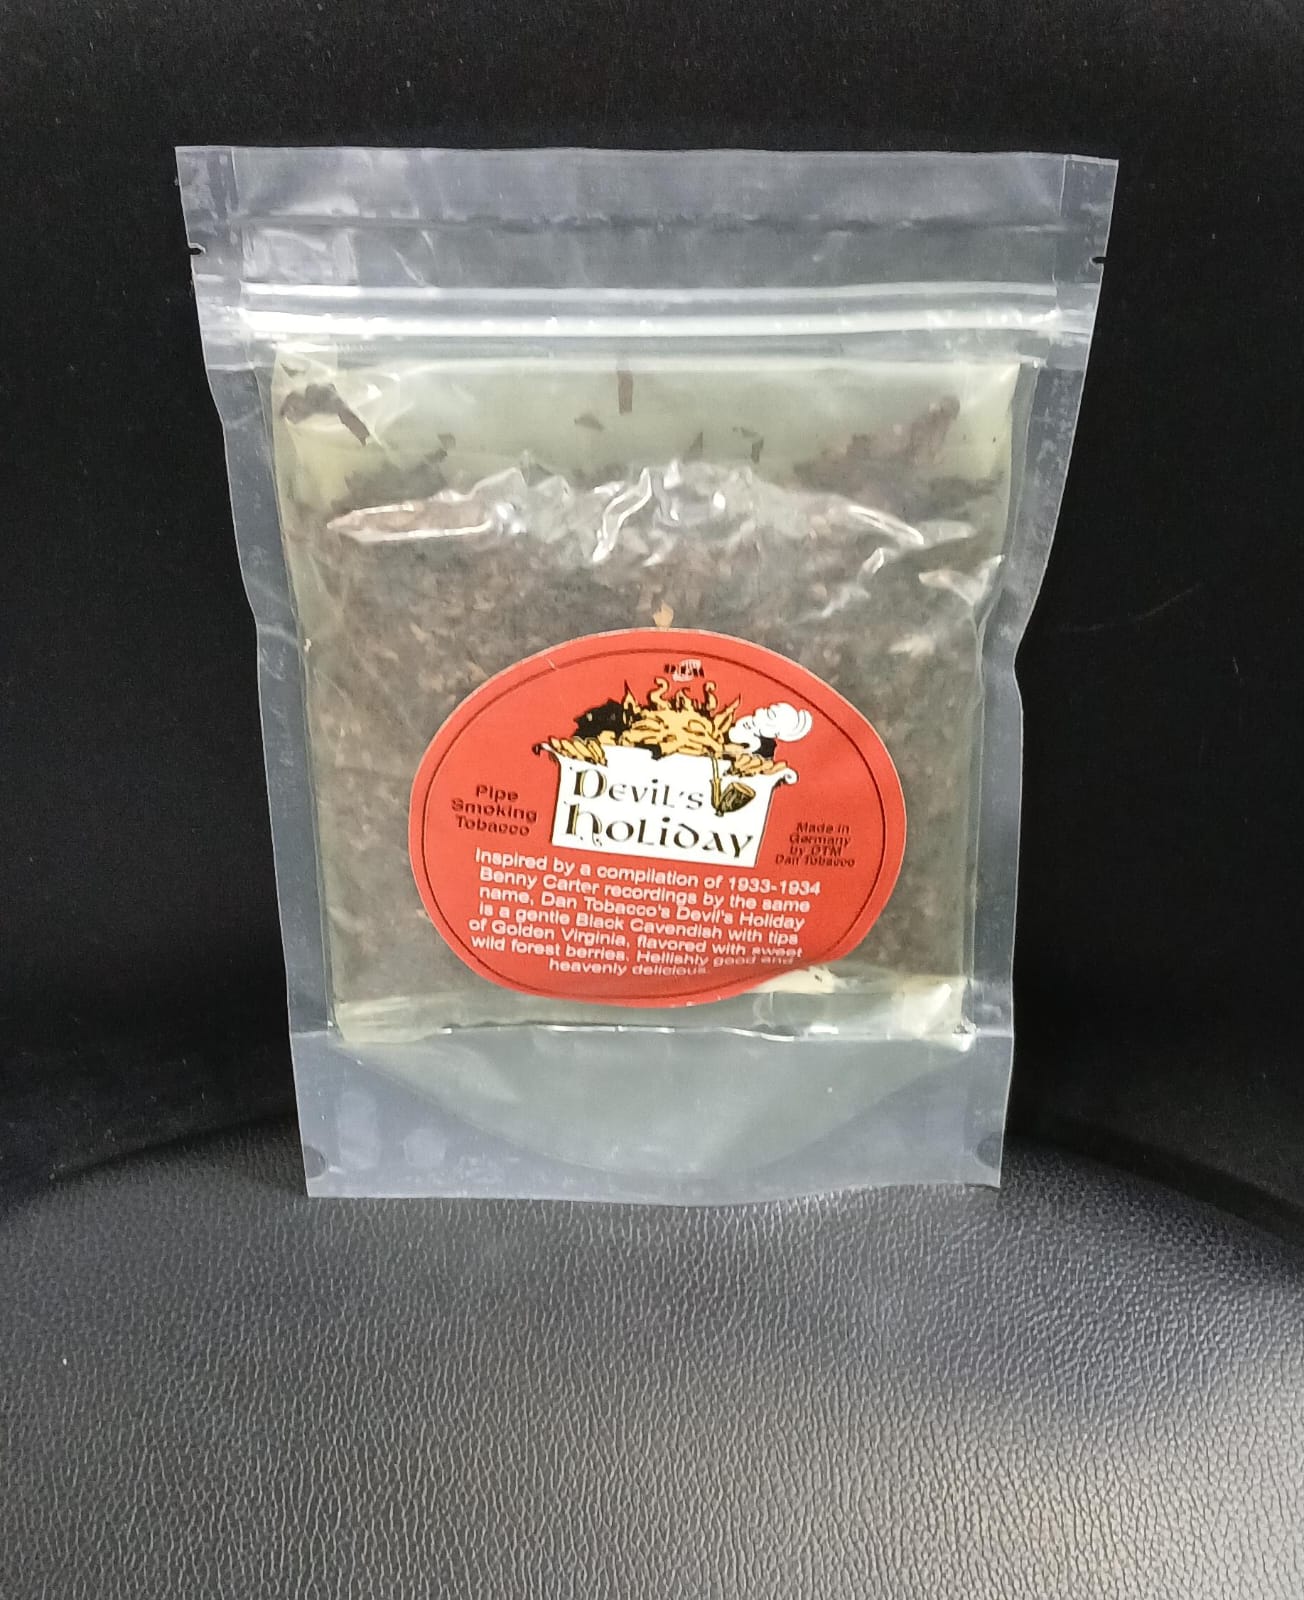 DTM
Devil's
Holiday
Pipe
Smoking
Tobacco
Made in
Germany
by DTM
Dan Tobacco
Inspired by a compilation of 1933-1934
Benny Carter recordings by the same
name, Dan Tobacco's Devil's Holiday
is a gentle Black Cavendish with tips
of Golden Virginia, flavored with sweet
wild forest berries. Hellishly good and
heavenly delicious.